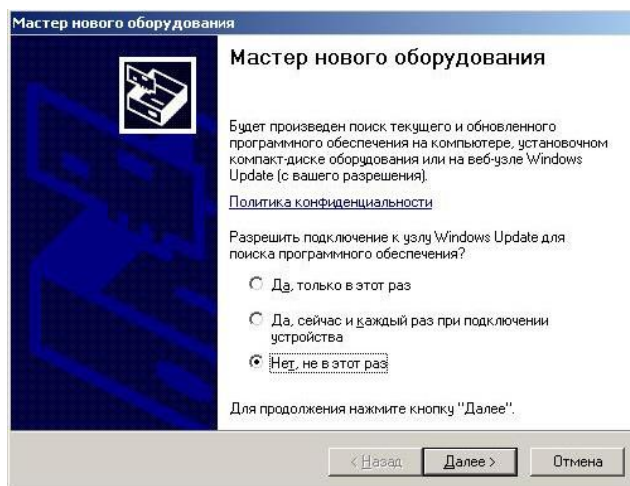 Мастер нового оборудования
Мастер нового оборудования
Будет произведен поиск текущего и обновленного
программного обеспечения на компьютере, установочном
компакт-диске оборудования или на веб-узле Windows
Update (с вашего разрешения).
Политика конфиденциальности
Разрешить подключение к узлу Windows Update для
поиска программного обеспечения?
Да, только в этот раз
Да, сейчас и каждый раз при подключении
устройства
Нет, не в этот раз
Для продолжения нажмите кнопку "Далее".
< Назад
Далее >
Отмена